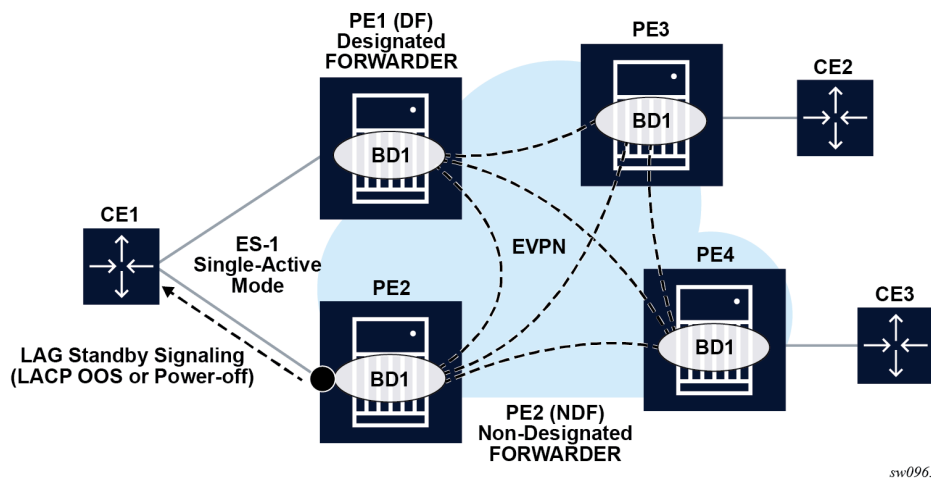 PE1 (DF)
Designated
FORWARDER
PE3
CE2
BD1
BD1
CE1
ES-1
Single-Active
Mode
EVPN
PE2
PE4
CE3
LAG Standby Signaling
(LACP OOS or Power-off)
BD1
BD1
PE2 (NDF)
Non-Designated
FORWARDER